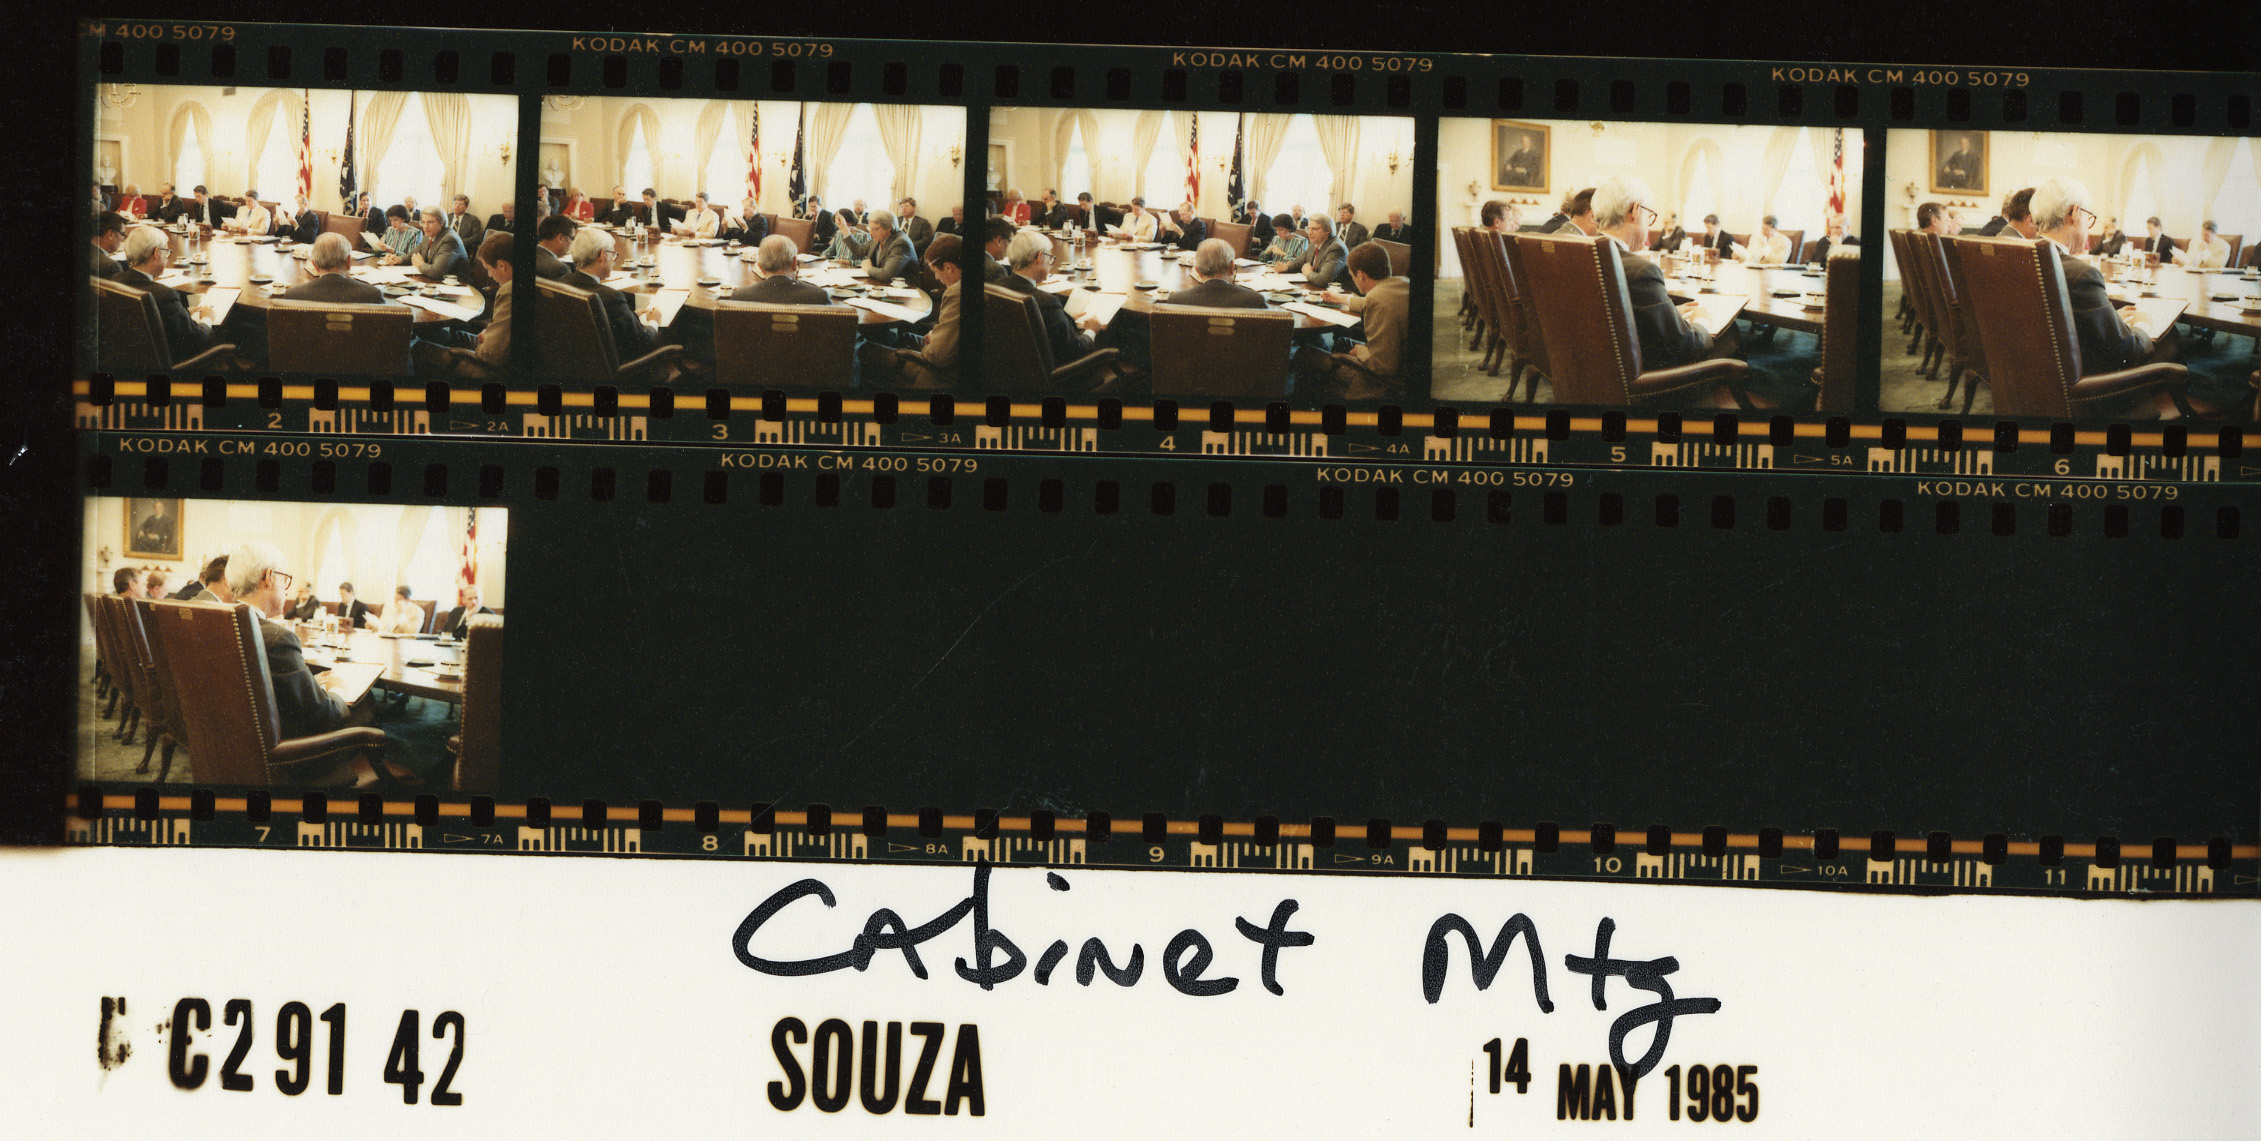 CM 400 5079 KODAK CM 400 5079 KODAK CM 400 5079 KODAK CM 400 5079
2 2A 3 3A 4 4A 5 5A 6
KODAK CM 400 5079 KODAK CM 400 5079 KODAK CM 400 5079 KODAK CM 400 5079
7 7A 8 8A 9 9A 10 10A 11
Cabinet Mtg
C C291 42 SOUZA 14 MAY 1985